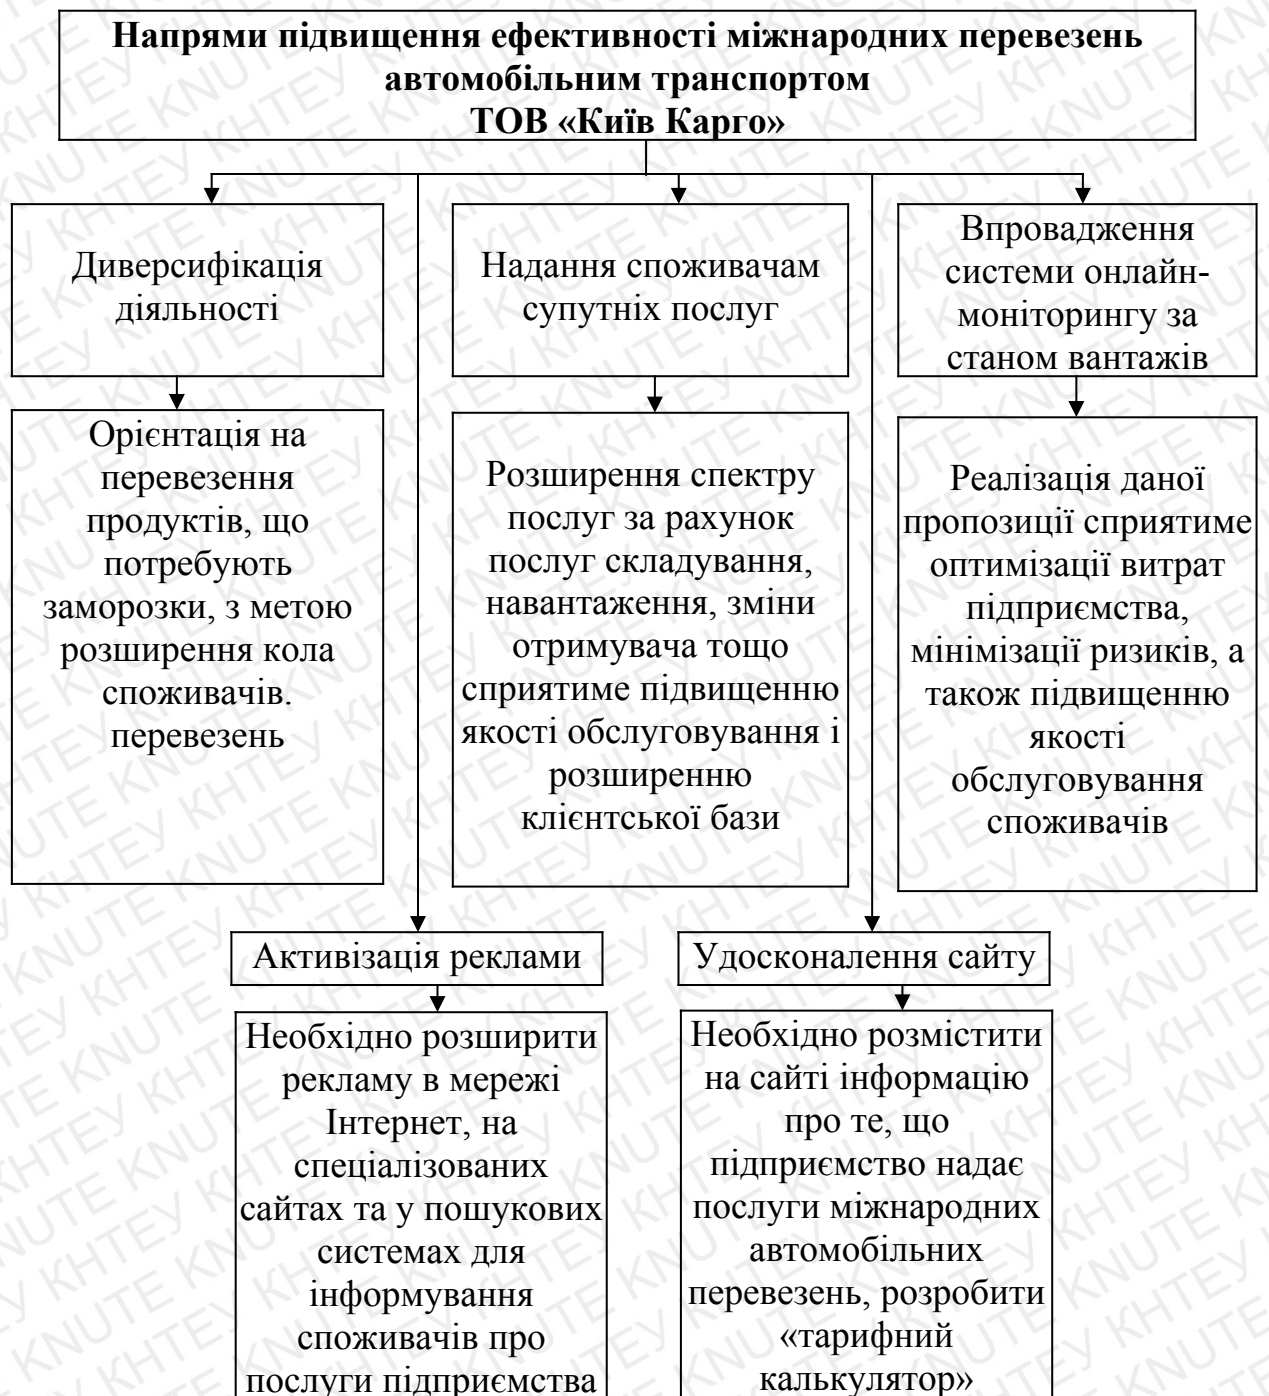 Напрями підвищення ефективності міжнародних перевезень
автомобільним транспортом
ТОВ «Київ Карго»
Диверсифікація
діяльності
Надання споживачам
супутніх послуг
Впровадження
системи онлайн-
моніторингу за
станом вантажів
Орієнтація на
перевезення
продуктів, що
потребують
заморозки, з метою
розширення кола
споживачів.
перевезень
Розширення спектру
послуг за рахунок
послуг складування,
навантаження, зміни
отримувача тощо
сприятиме підвищенню
якості обслуговування і
розширенню
клієнтської бази
Реалізація даної
пропозиції сприятиме
оптимізації витрат
підприємства,
мінімізації ризиків, а
також підвищенню
якості
обслуговування
споживачів
Активізація реклами
Удосконалення сайту
Необхідно розширити
рекламу в мережі
Інтернет, на
спеціалізованих
сайтах та у пошукових
системах для
інформування
споживачів про
послуги підприємства
Необхідно розмістити
на сайті інформацію
про те, що
підприємство надає
послуги міжнародних
автомобільних
перевезень, розробити
«тарифний
калькулятор»